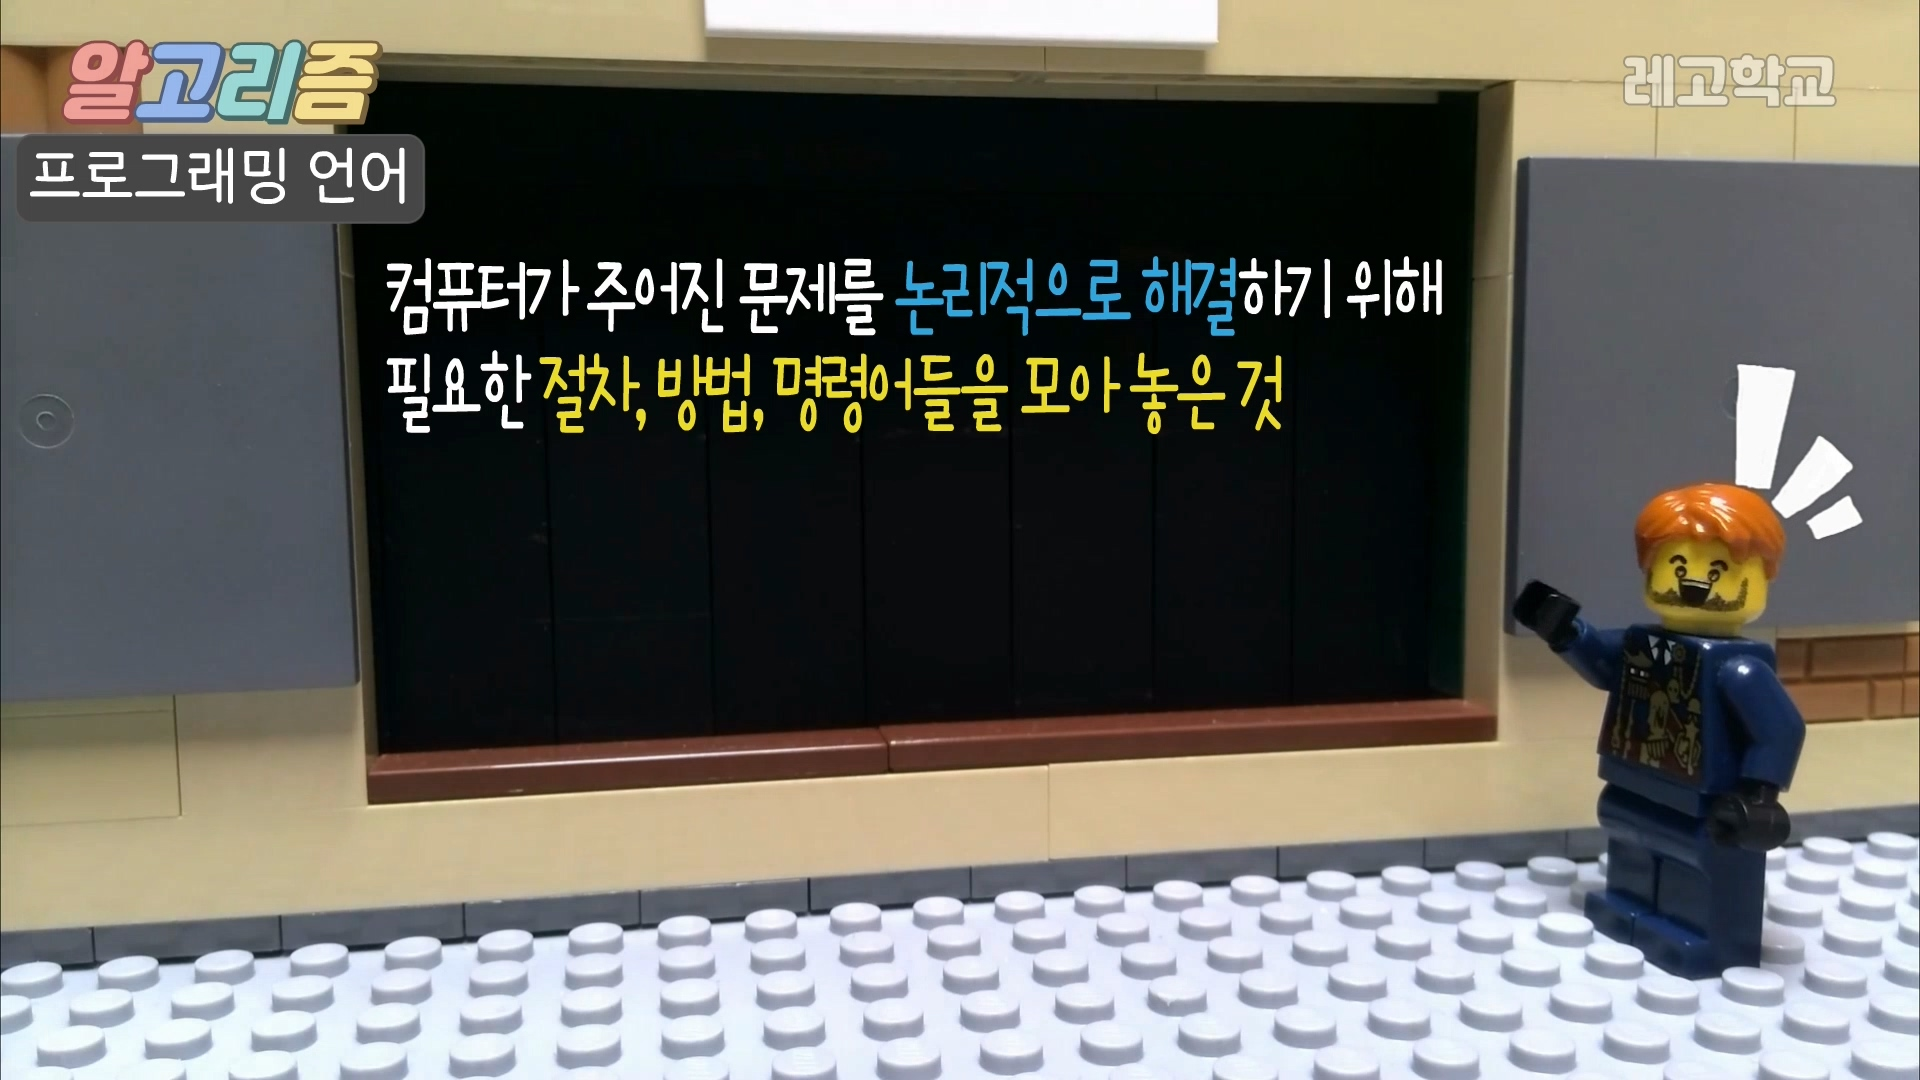 알고리즘
레고학교
프로그래밍 언어
컴퓨터가 주어진 문제를 논리적으로 해결하기 위해
필요한 절차, 방법, 명령어들을 모아 놓은 것